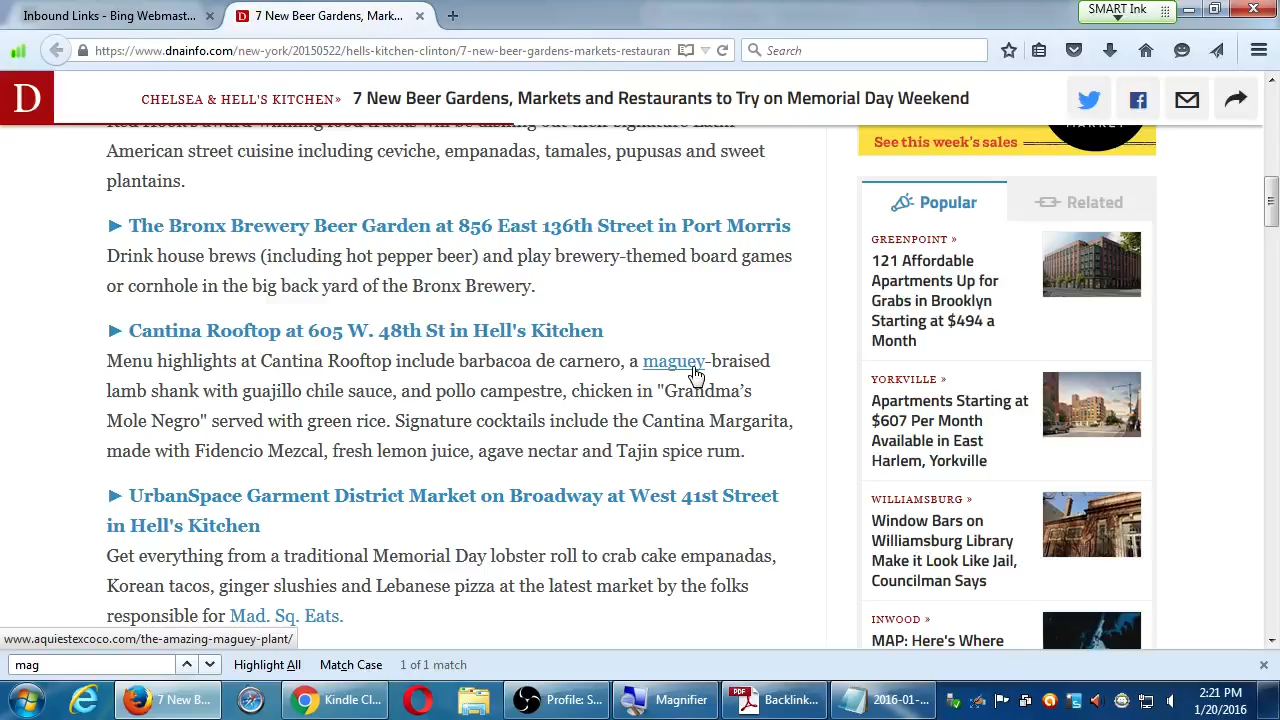 Inbound Links - Bing Webmast...
7 New Beer Gardens, Mark...
SMART Ink
https://www.dnainfo.com/new-york/20150522/hells-kitchen-clinton/7-new-beer-gardens-markets-restaurant
Search
D
CHELSEA & HELL'S KITCHEN»
7 New Beer Gardens, Markets and Restaurants to Try on Memorial Day Weekend
American street cuisine including ceviche, empanadas, tamales, pupusas and sweet
plantains.
► The Bronx Brewery Beer Garden at 856 East 136th Street in Port Morris
Drink house brews (including hot pepper beer) and play brewery-themed board games
or cornhole in the big back yard of the Bronx Brewery.
► Cantina Rooftop at 605 W. 48th St in Hell's Kitchen
Menu highlights at Cantina Rooftop include barbacoa de carnero, a maguey-braised
lamb shank with guajillo chile sauce, and pollo campestre, chicken in "Grandma's
Mole Negro" served with green rice. Signature cocktails include the Cantina Margarita,
made with Fidencio Mezcal, fresh lemon juice, agave nectar and Tajin spice rum.
► UrbanSpace Garment District Market on Broadway at West 41st Street
in Hell's Kitchen
Get everything from a traditional Memorial Day lobster roll to crab cake empanadas,
Korean tacos, ginger slushies and Lebanese pizza at the latest market by the folks
responsible for Mad. Sq. Eats.
MARKET
See this week's sales
Popular
Related
GREENPOINT »
121 Affordable
Apartments Up for
Grabs in Brooklyn
Starting at $494 a
Month
YORKVILLE »
Apartments Starting at
$607 Per Month
Available in East
Harlem, Yorkville
WILLIAMSBURG »
Window Bars on
Williamsburg Library
Make it Look Like Jail,
Councilman Says
INWOOD »
MAP: Here's Where
www.aquiestexcoco.com/the-amazing-maguey-plant/
mag
Highlight All
Match Case
1 of 1 match
7 New B...
Kindle Cl...
Profile: S...
Magnifier
PDF
Backlink...
2016-01-...
2:21 PM
1/20/2016